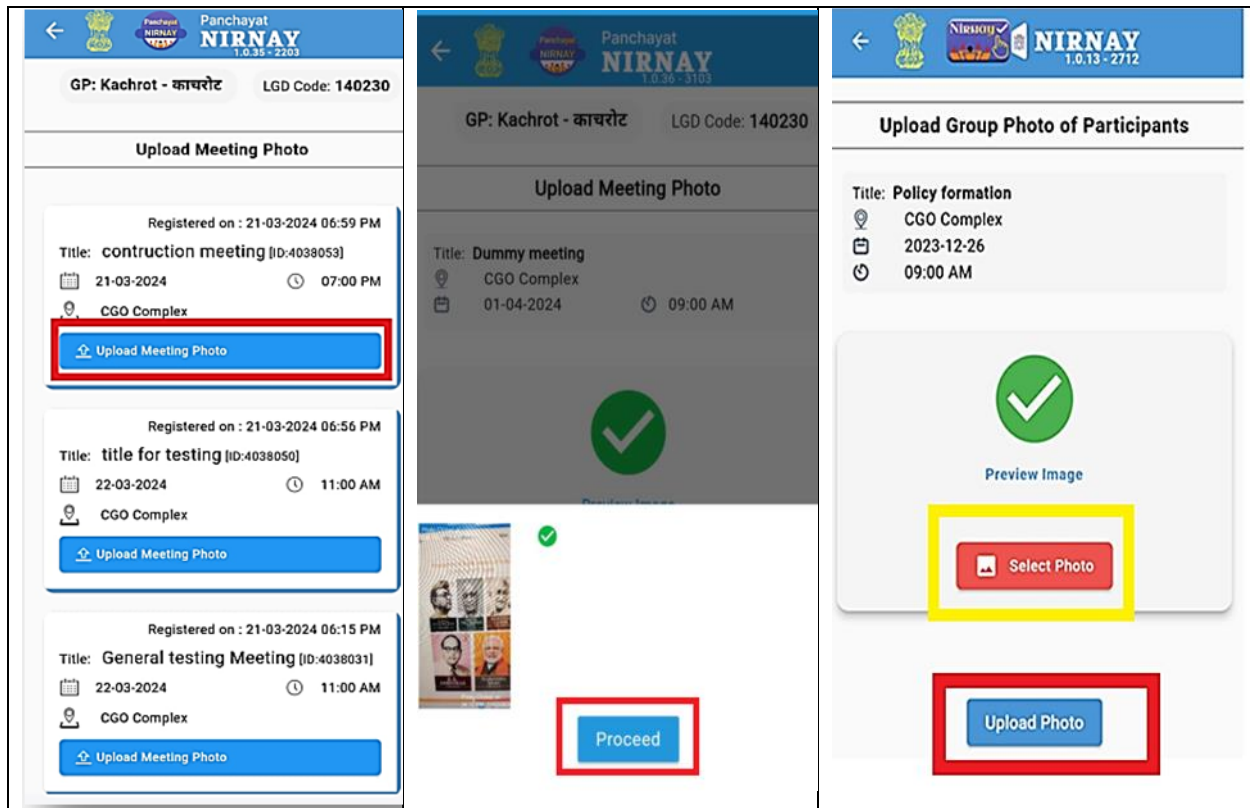 Panchayat
NIRNAY
1.0.35 - 2203
GP: Kachrot - काचरोट LGD Code: 140230
Upload Meeting Photo
Registered on : 21-03-2024 06:59 PM
Title: contruction meeting [ID:4038053]
21-03-2024 07:00 PM
CGO Complex
Upload Meeting Photo
Registered on : 21-03-2024 06:56 PM
Title: title for testing [ID:4038050]
22-03-2024 11:00 AM
CGO Complex
Upload Meeting Photo
Registered on : 21-03-2024 06:15 PM
Title: General testing Meeting [ID:4038031]
22-03-2024 11:00 AM
CGO Complex
Upload Meeting Photo
Panchayat
NIRNAY
1.0.36 - 3103
GP: Kachrot - काचरोट LGD Code: 140230
Upload Meeting Photo
Title: Dummy meeting
CGO Complex
01-04-2024 09:00 AM
Preview Image
Proceed
NIRNAY
1.0.13 - 2712
Upload Group Photo of Participants
Title: Policy formation
CGO Complex
2023-12-26
09:00 AM
Preview Image
Select Photo
Upload Photo